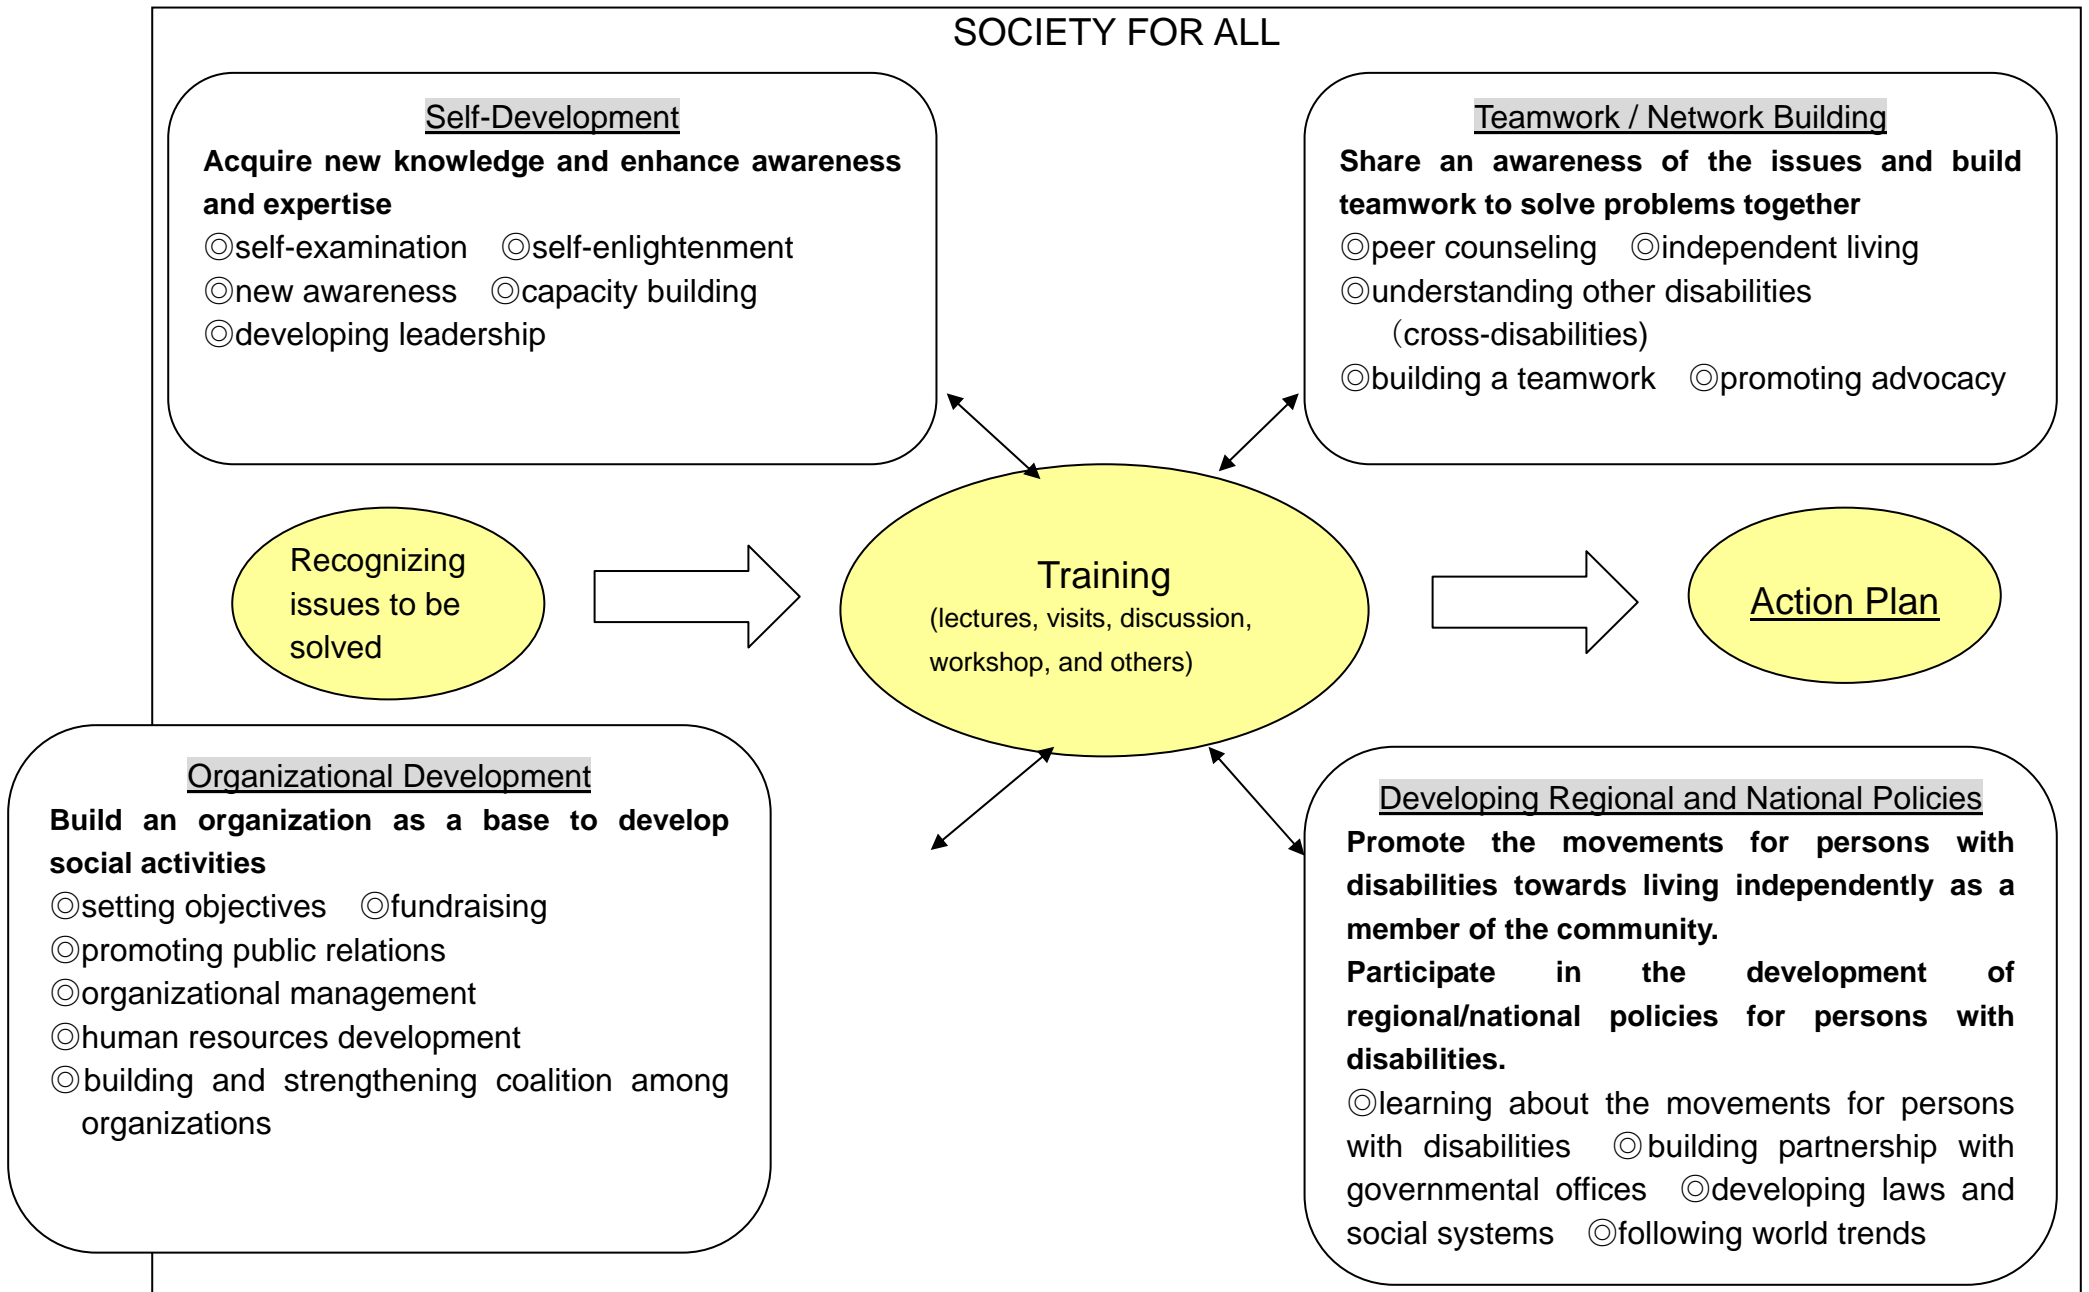 SOCIETY FOR ALL
Self-Development
Acquire new knowledge and enhance awareness
and expertise
◎self-examination ◎self-enlightenment
◎new awareness ◎capacity building
◎developing leadership
Teamwork / Network Building
Share an awareness of the issues and build
teamwork to solve problems together
◎peer counseling ◎independent living
◎understanding other disabilities
（cross-disabilities)
◎building a teamwork ◎promoting advocacy
Recognizing
issues to be
solved
Training
(lectures, visits, discussion,
workshop, and others)
Action Plan
Organizational Development
Build an organization as a base to develop
social activities
◎setting objectives ◎fundraising
◎promoting public relations
◎organizational management
◎human resources development
◎building and strengthening coalition among
organizations
Developing Regional and National Policies
Promote the movements for persons with
disabilities towards living independently as a
member of the community.
Participate in the development of
regional/national policies for persons with
disabilities.
◎learning about the movements for persons
with disabilities ◎building partnership with
governmental offices ◎developing laws and
social systems ◎following world trends